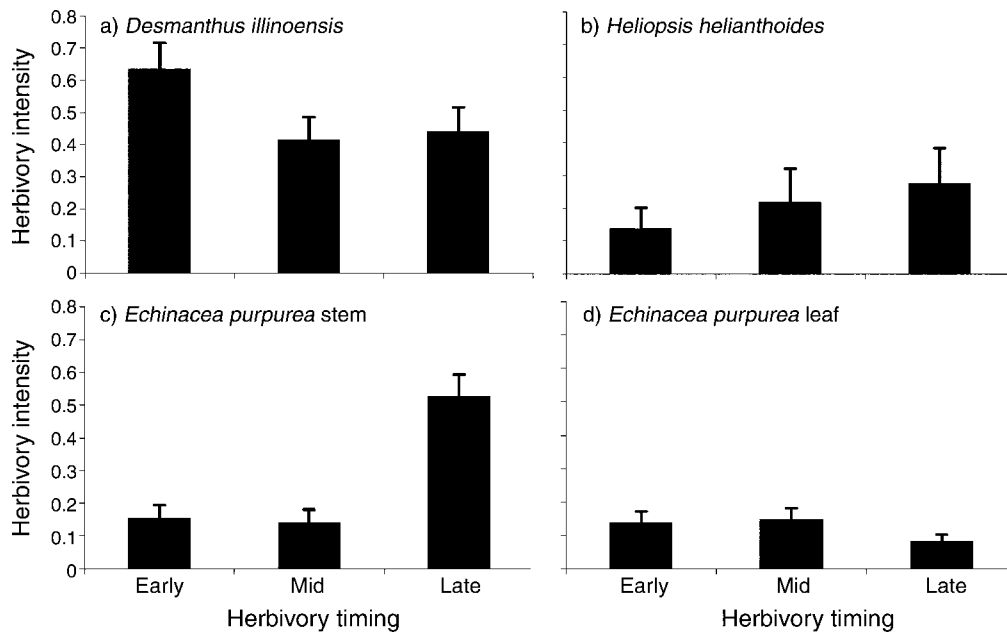 a) Desmanthus illinoensis
b) Heliopsis helianthoides
Herbivory intensity
0.8
0.7
0.6
0.5
0.4
0.3
0.2
0.1
0
c) Echinacea purpurea stem
d) Echinacea purpurea leaf
Herbivory intensity
0.8
0.7
0.6
0.5
0.4
0.3
0.2
0.1
0
Early Mid Late
Early Mid Late
Herbivory timing
Herbivory timing